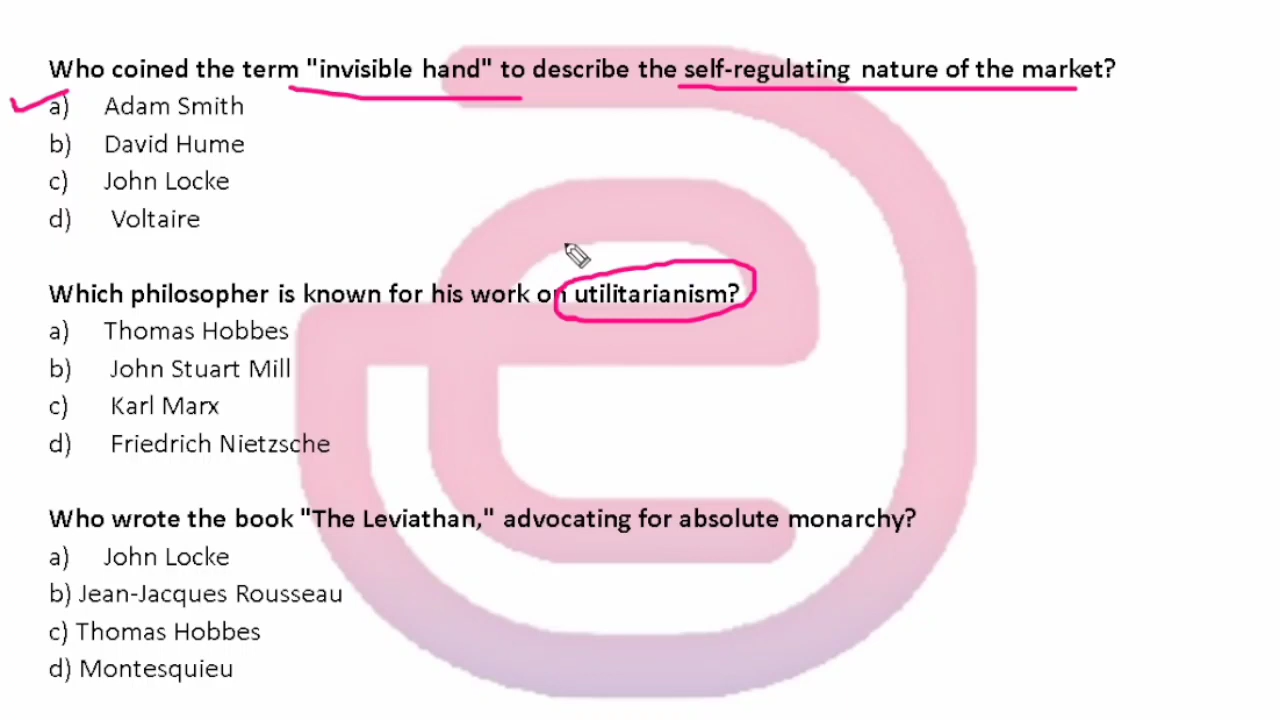 Who coined the term "invisible hand" to describe the self-regulating nature of the market?
a) Adam Smith
b) David Hume
c) John Locke
d) Voltaire
Which philosopher is known for his work on utilitarianism?
a) Thomas Hobbes
b) John Stuart Mill
c) Karl Marx
d) Friedrich Nietzsche
Who wrote the book "The Leviathan," advocating for absolute monarchy?
a) John Locke
b) Jean-Jacques Rousseau
c) Thomas Hobbes
d) Montesquieu